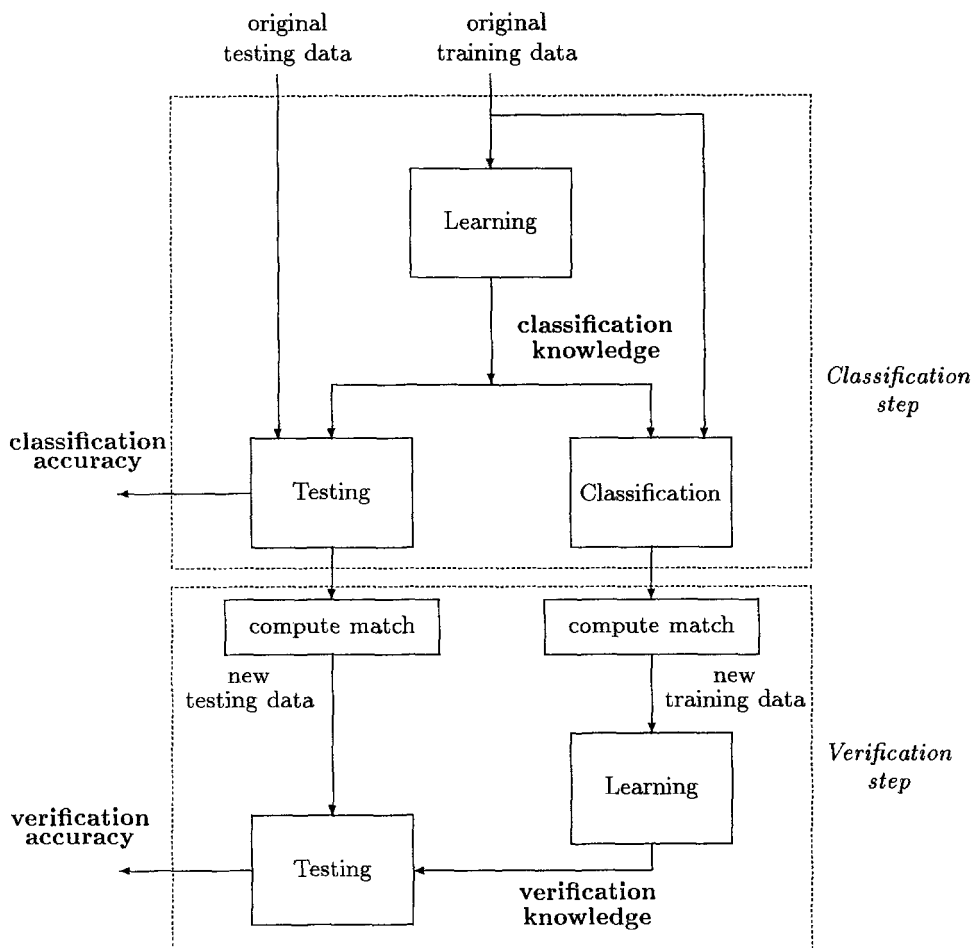 original
testing data
original
training data
Learning
classification
knowledge
Classification
step
classification
accuracy
Testing
Classification
compute match
compute match
new
testing data
new
training data
Verification
step
Learning
verification
accuracy
Testing
verification
knowledge